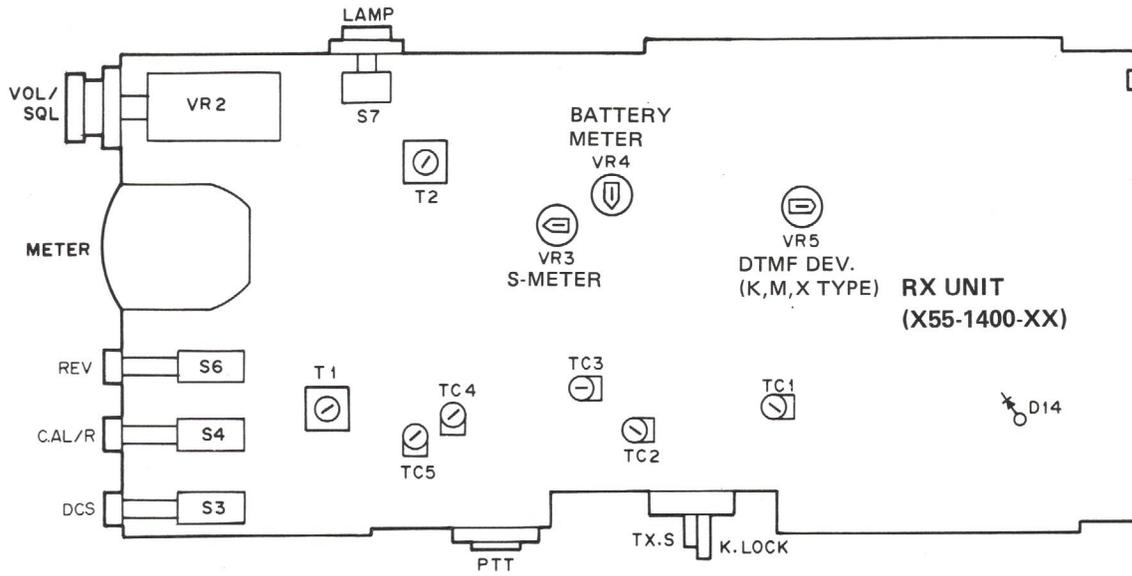 LAMP
VOL/
SQL
VR2
S7
BATTERY
METER
VR4
T2
METER
VR3
S-METER
VR5
DTMF DEV.
(K,M,X TYPE)
RX UNIT
(X55-1400-XX)
REV
S6
T1
TC4
TC3
TC1
D14
C.AL/R
S4
TC5
TC2
DCS
S3
TX.S
K.LOCK
PTT